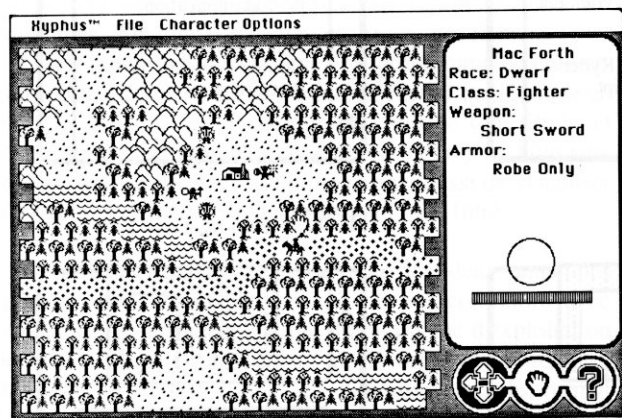 Xyphus™ File Character Options
Mac Forth
Race: Dwarf
Class: Fighter
Weapon:
Short Sword
Armor:
Robe Only
?